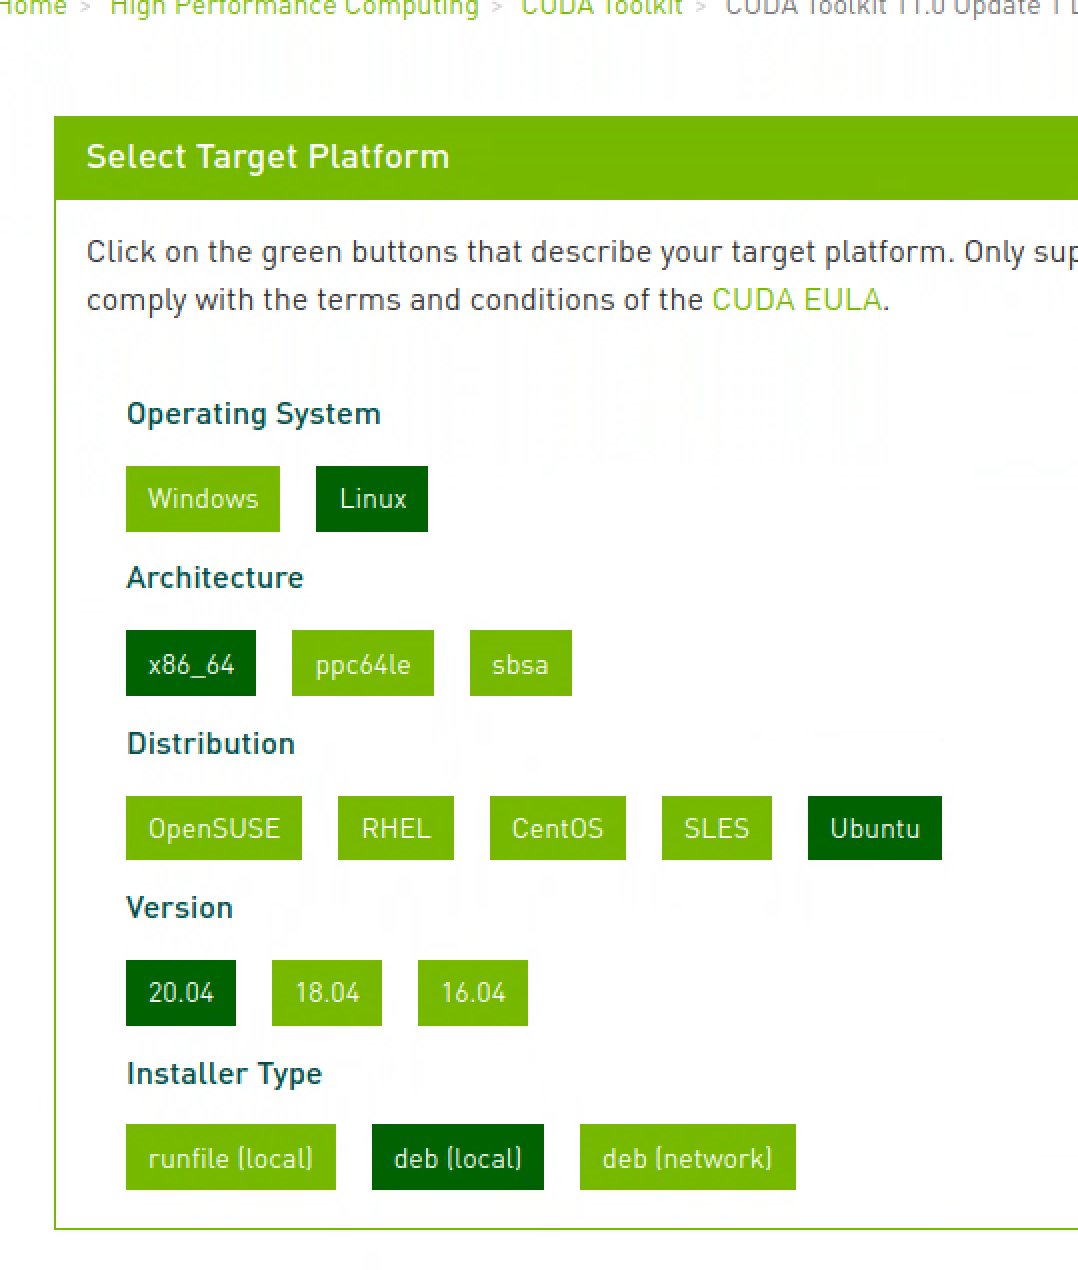 Home > High Performance Computing > CUDA Toolkit > CUDA Toolkit 11.0 Update 1
Select Target Platform
Click on the green buttons that describe your target platform. Only
comply with the terms and conditions of the CUDA EULA.
Operating System
Windows Linux
Architecture
x86_64 ppc64le sbsa
Distribution
OpenSUSE RHEL CentOS SLES Ubuntu
Version
20.04 18.04 16.04
Installer Type
runfile (local) deb (local) deb (network)